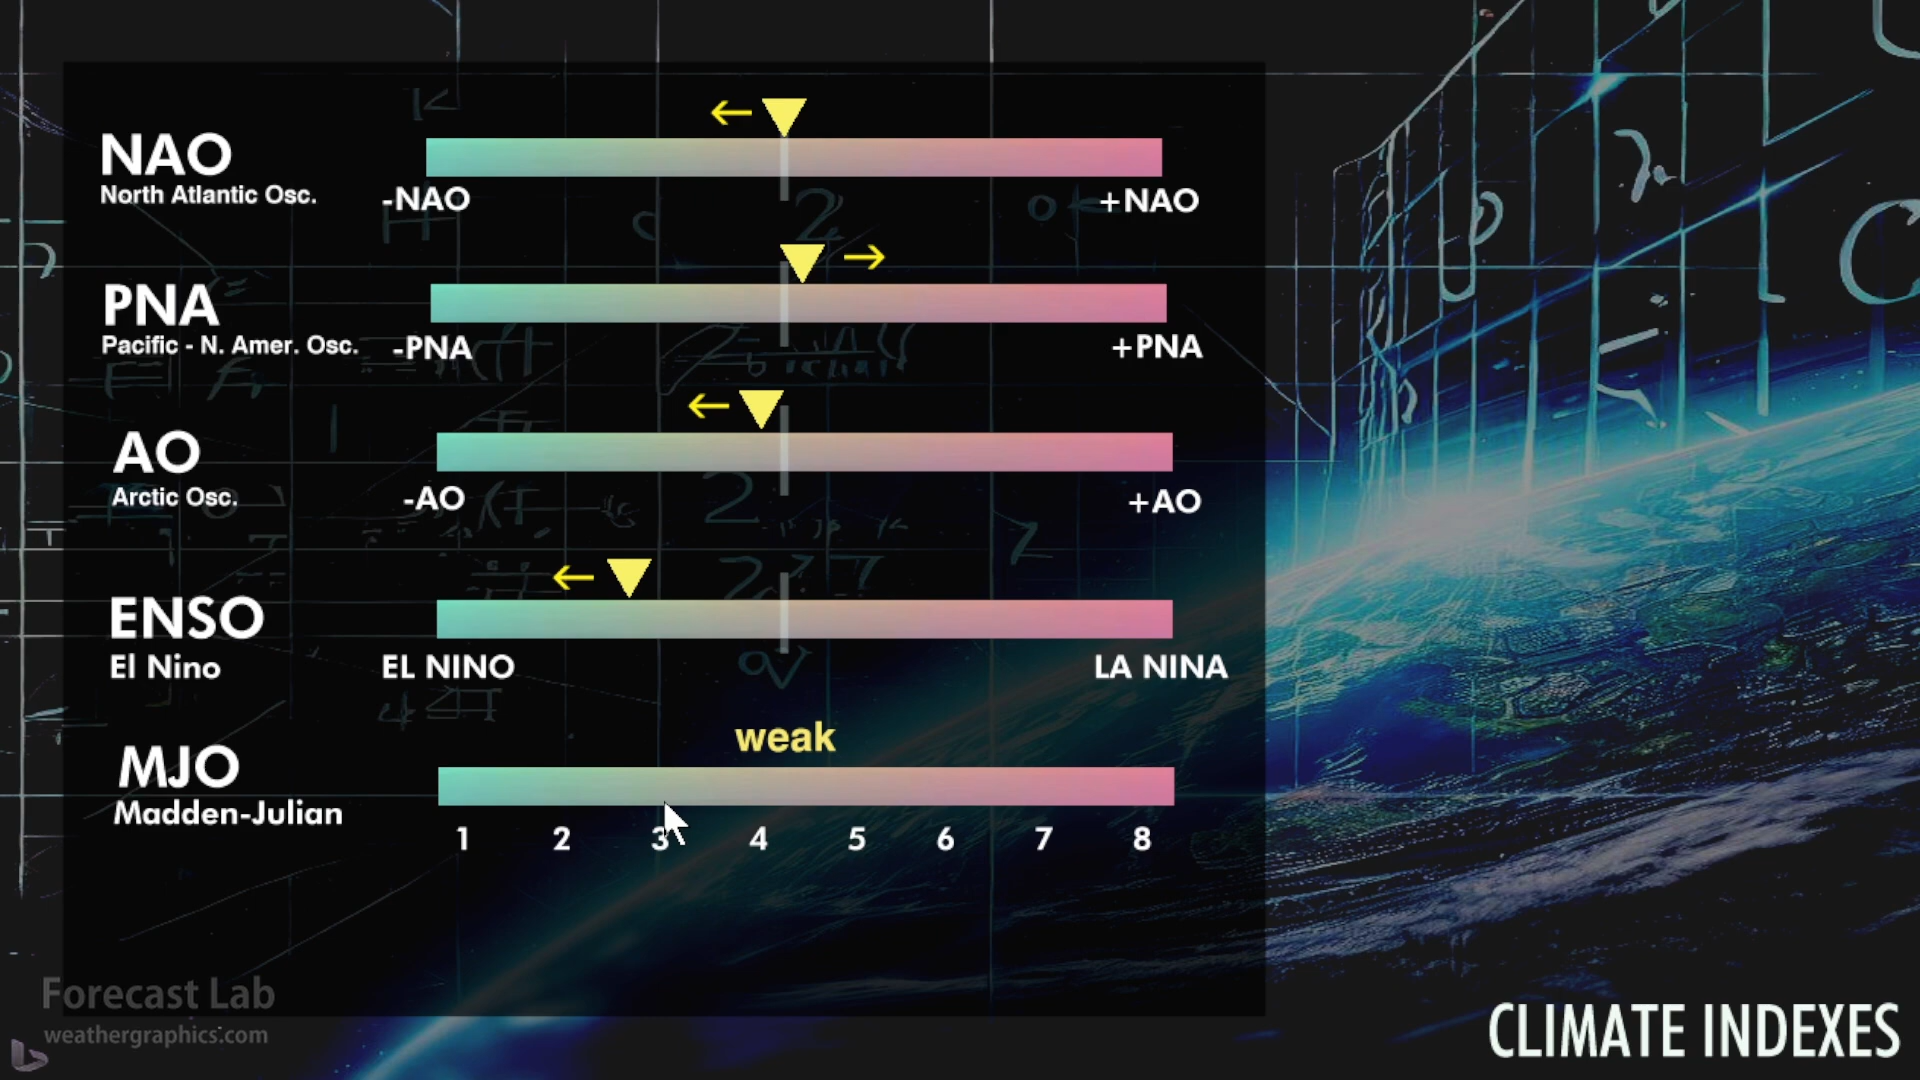 NAO
North Atlantic Osc.
-NAO
+NAO
PNA
Pacific - N. Amer. Osc.
-PNA
+PNA
AO
Arctic Osc.
-AO
+AO
ENSO
El Nino
EL NINO
LA NINA
weak
MJO
Madden-Julian
1 2 3 4 5 6 7 8
Forecast Lab
weathergraphics.com
CLIMATE INDEXES